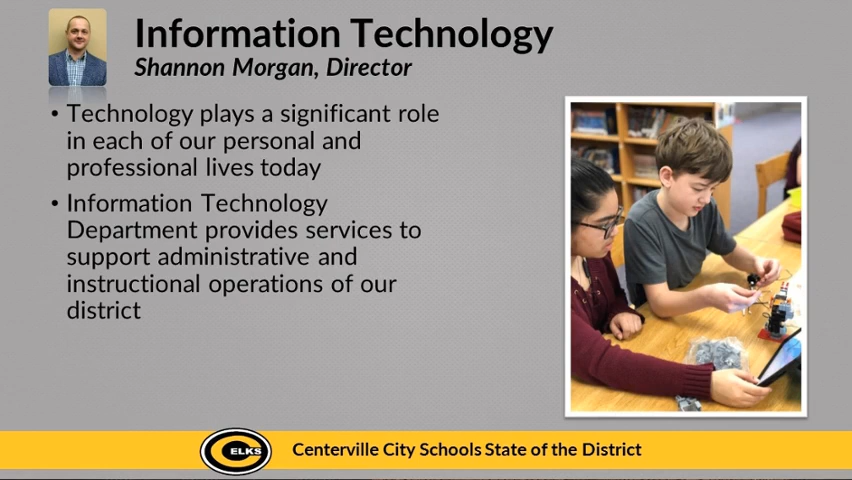 Information Technology
Shannon Morgan, Director
• Technology plays a significant role
in each of our personal and
professional lives today
• Information Technology
Department provides services to
support administrative and
instructional operations of our
district
ELKS
Centerville City Schools State of the District